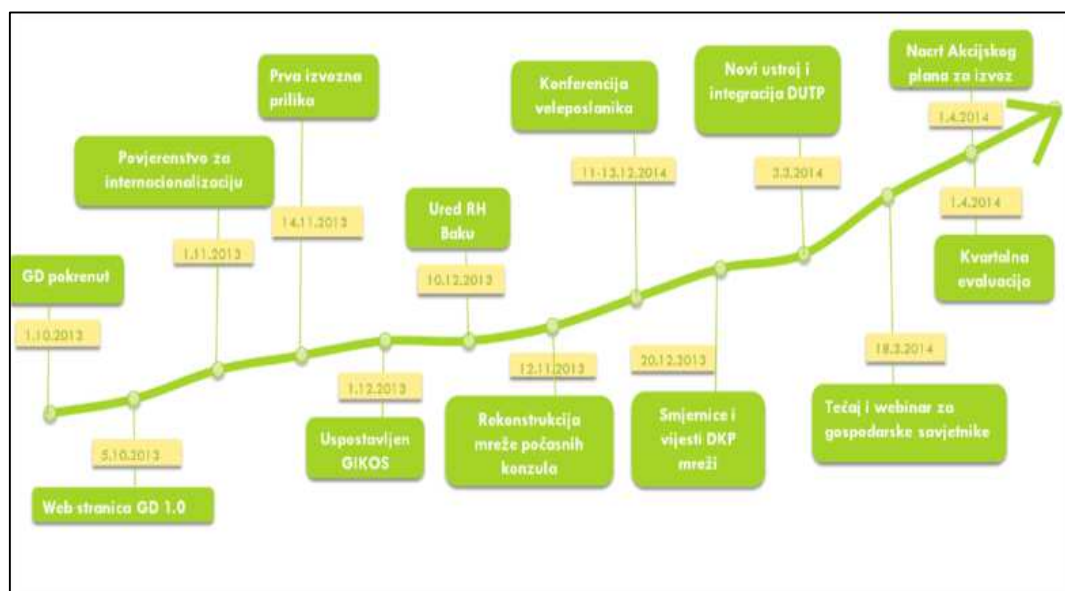 GD pokrenut
1.10.2013
5.10.2013
Web stranica GD 1.0
Povjerenstvo za
internacionalizaciju
1.11.2013
Prva izvozna
prilika
14.11.2013
1.12.2013
Uspostavljen
GIKOS
Ured RH
Baku
10.12.2013
12.11.2013
Rekonstrukcija
mreže počasnih
konzula
Konferencija
veleposlanika
11-13.12.2014
20.12.2013
Smjernice i
vijesti DKP
mreži
Novi ustroj i
integracija DUTP
3.3.2014
18.3.2014
Tečaj i webinar za
gospodarske savjetnike
Nacrt Akcijskog
plana za izvoz
1.4.2014
1.4.2014
Kvartalna
evaluacija